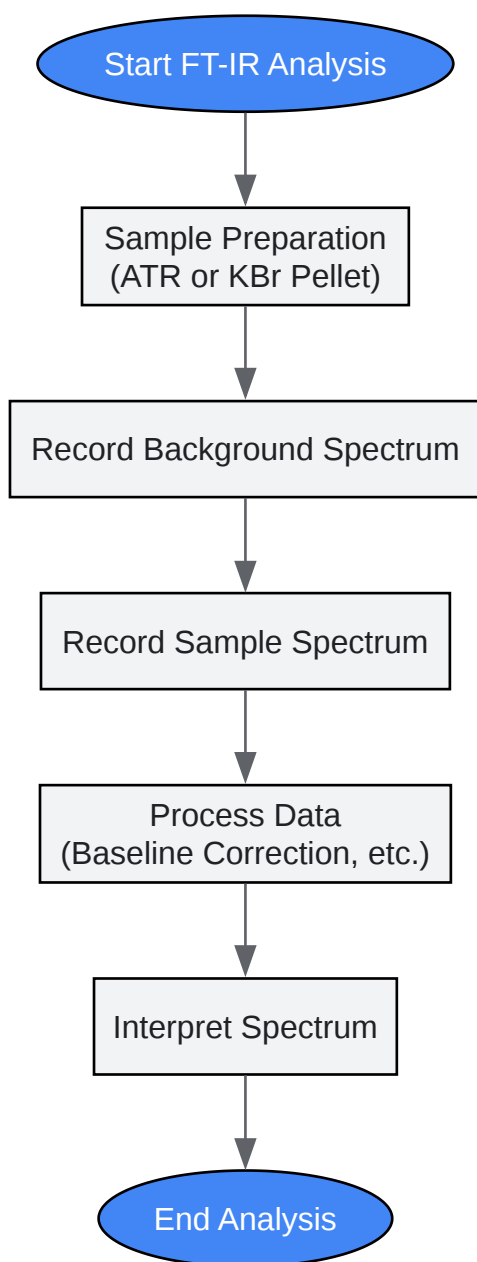 Start FT-IR Analysis
Sample Preparation
(ATR or KBr Pellet)
Record Background Spectrum
Record Sample Spectrum
Process Data
(Baseline Correction, etc.)
Interpret Spectrum
End Analysis